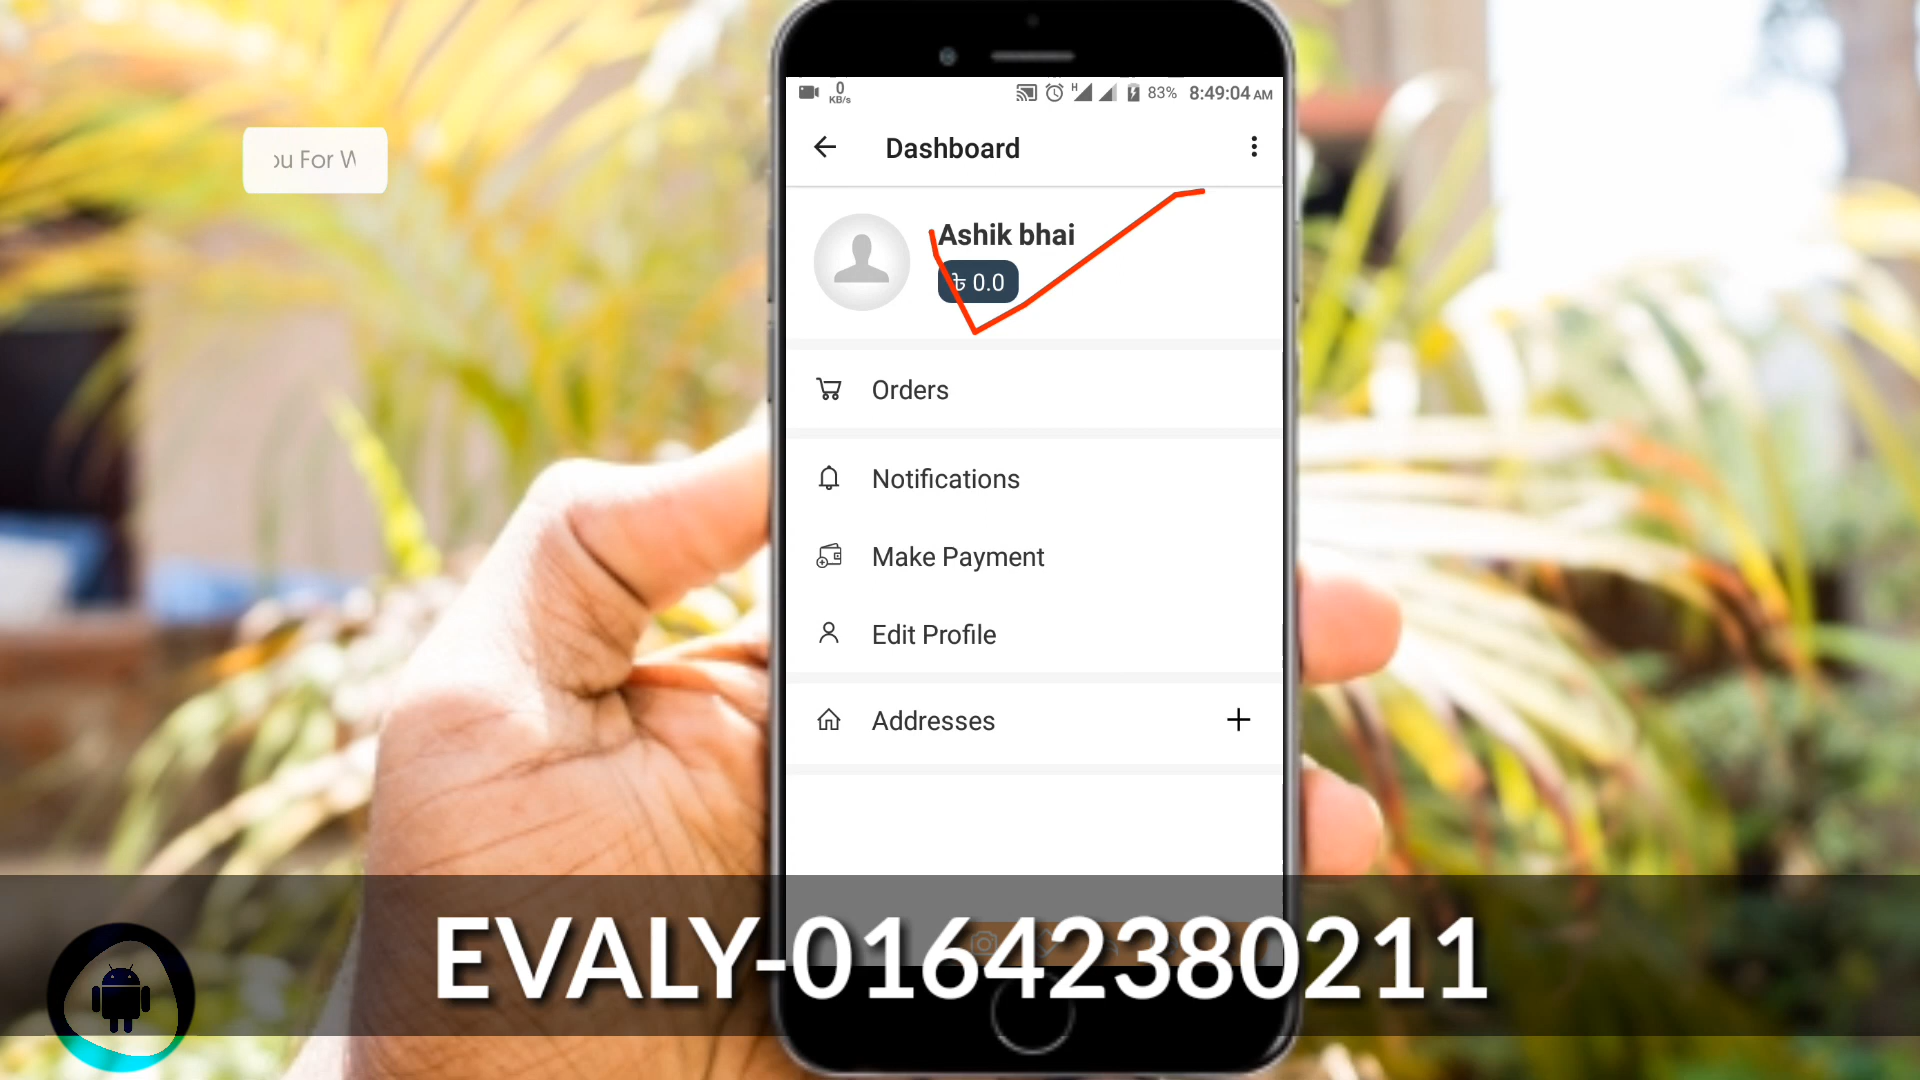 0
KB/s
H
83%
8:49:04 AM
Dashboard
ou For W
Ashik bhai
৳ 0.0
Orders
Notifications
Make Payment
Edit Profile
Addresses
EVALY-01642380211